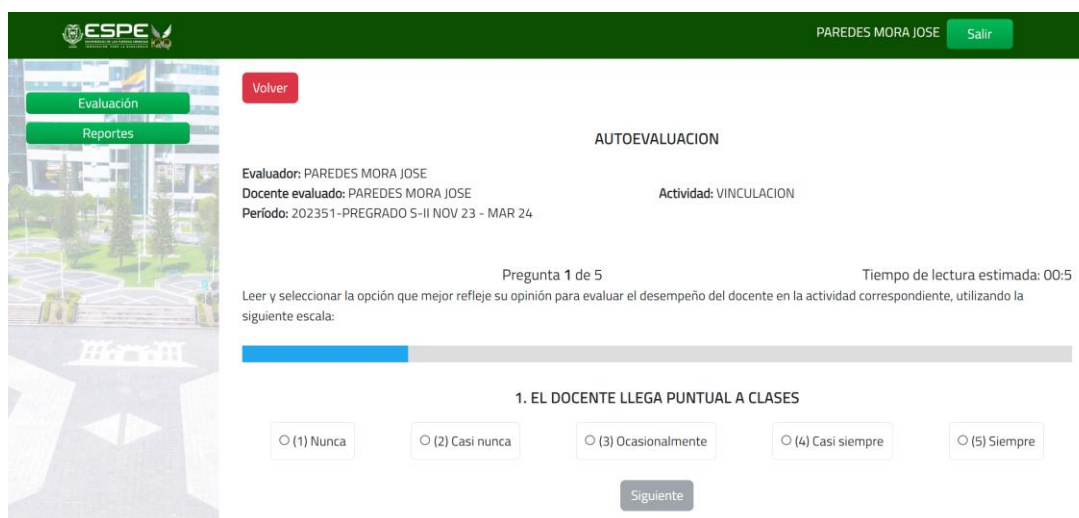 ESPE
PAREDES MORA JOSE
Salir
Evaluación
Reportes
Volver
AUTOEVALUACION
Evaluador: PAREDES MORA JOSE
Docente evaluado: PAREDES MORA JOSE
Actividad: VINCULACION
Período: 202351-PREGRADO S-II NOV 23 - MAR 24
Pregunta 1 de 5
Tiempo de lectura estimada: 00:5
Leer y seleccionar la opción que mejor refleje su opinión para evaluar el desempeño del docente en la actividad correspondiente, utilizando la
siguiente escala:
1. EL DOCENTE LLEGA PUNTUAL A CLASES
(1) Nunca
(2) Casi nunca
(3) Ocasionalmente
(4) Casi siempre
(5) Siempre
Siguiente